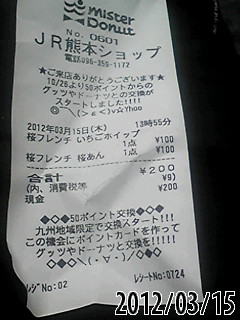 mister
Donut
No. 0601
JR熊本ショップ
電話096-359-1172
★ご来店ありがとうございます★
10/26より50ポイントからの
グッツやドーナツとの交換が
スタートしました!!!!
2012年03月15日(木) 13時55分
桜フレンチ いちごホイップ
1点 ¥100
桜フレンチ 桜あん
1点 ¥100
合計 ¥200
(内、消費税等 ¥9)
現金 ¥200
◆◇◆50ポイント交換◆◇◆
九州地域限定で交換スタート!!!
この機会にポイントカードを作って
グッツやドーナツと交換を!!!!!
レジNo:02 レシートNo:0724
2012/03/15